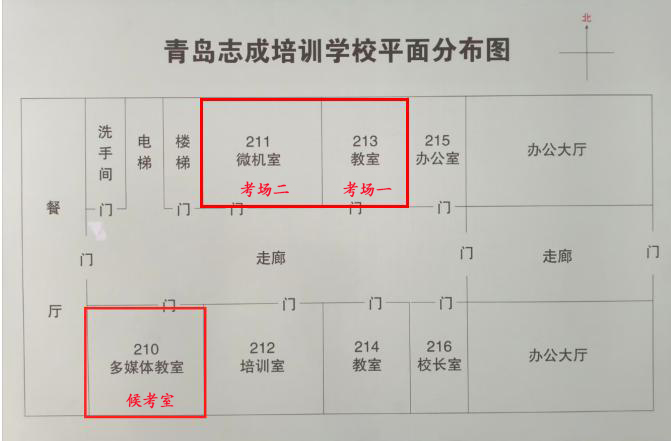 北
青岛志成培训学校平面分布图
洗手间
电梯
楼梯
211
微机室
考场二
213
教室
考场一
215
办公室
办公大厅
餐厅
门
门
门
门
门
门
走廊
门
走廊
门
门
门
门
门
210
多媒体教室
候考室
212
培训室
214
教室
216
校长室
办公大厅